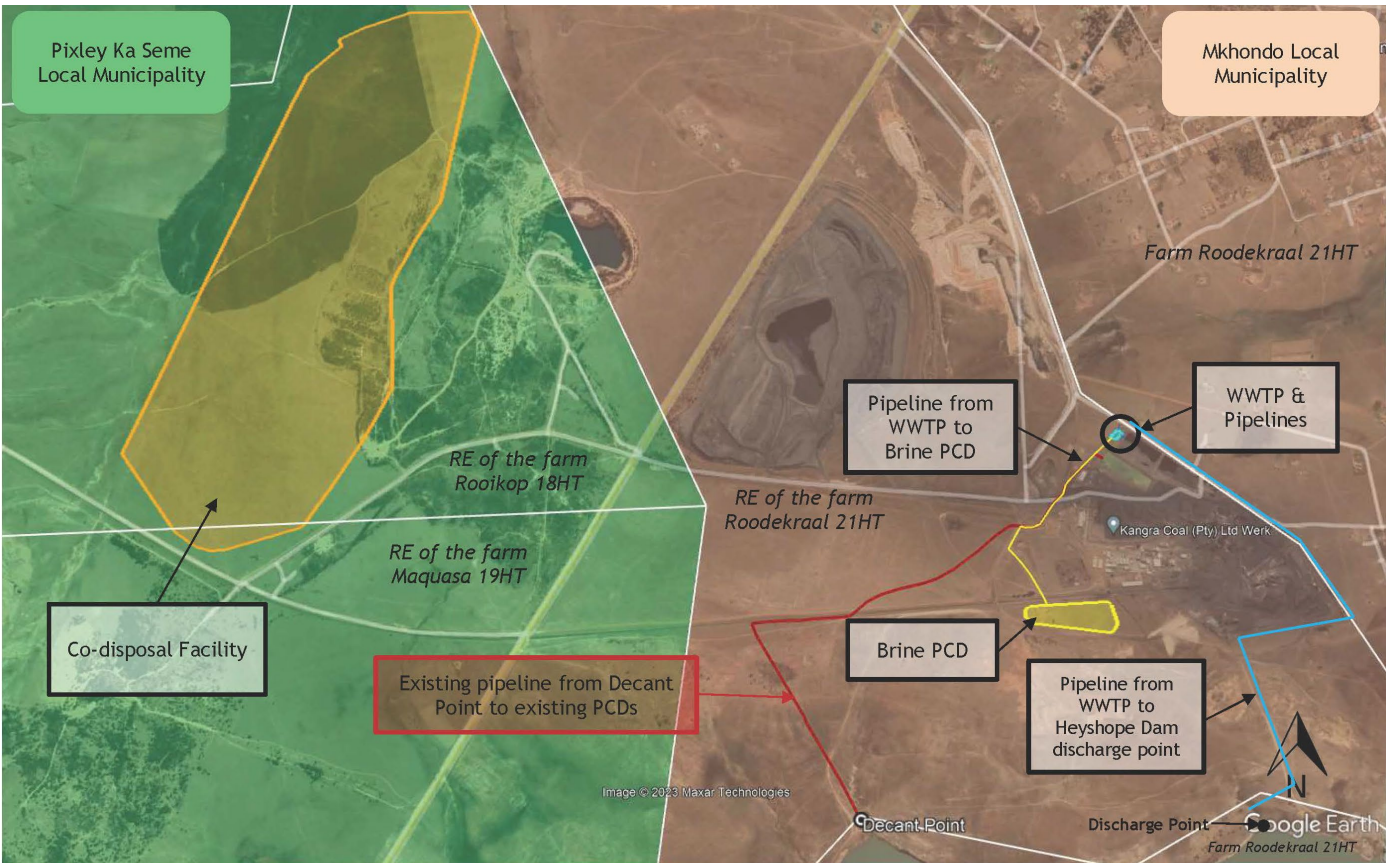 Pixley Ka Seme
Local Municipality
Mkhondo Local
Municipality
Farm Roodekraal 21HT
Pipeline from
WWTP to
Brine PCD
WWTP &
Pipelines
RE of the farm
Rooikop 18HT
RE of the farm
Roodekraal 21HT
Kangra Coal (Pty) Ltd Werk
RE of the farm
Maquasa 19HT
Co-disposal Facility
Brine PCD
Existing pipeline from Decant
Point to existing PCDs
Pipeline from
WWTP to
Heyshope Dam
discharge point
N
Image © 2023 Maxar Technologies
Decant Point
Discharge Point
Google Earth
Farm Roodekraal 21HT